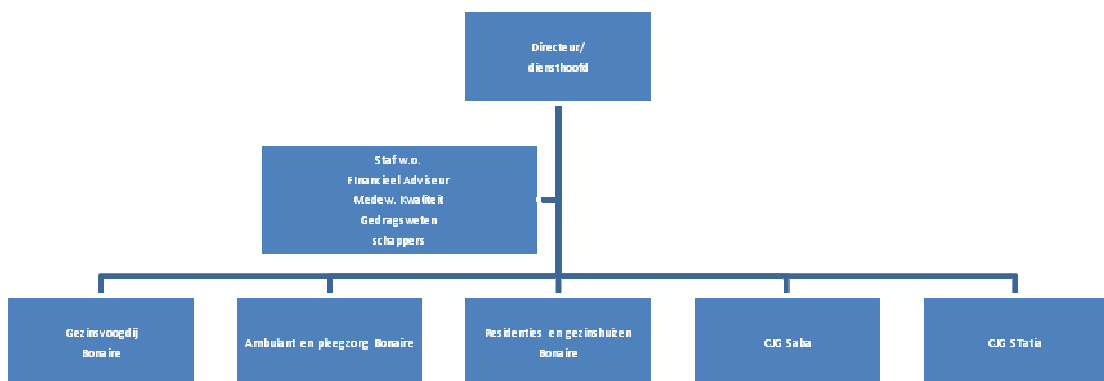 Directeur/
diensthoofd
Staf w.o.
Financieel Adviseur
Medew. Kwaliteit
Gedragsweten
schappers
Gezinsvoogdij
Bonaire
Ambulant en pleegzorg Bonaire
Residenties en gezinshuizen
Bonaire
CJG Saba
CJG STatia